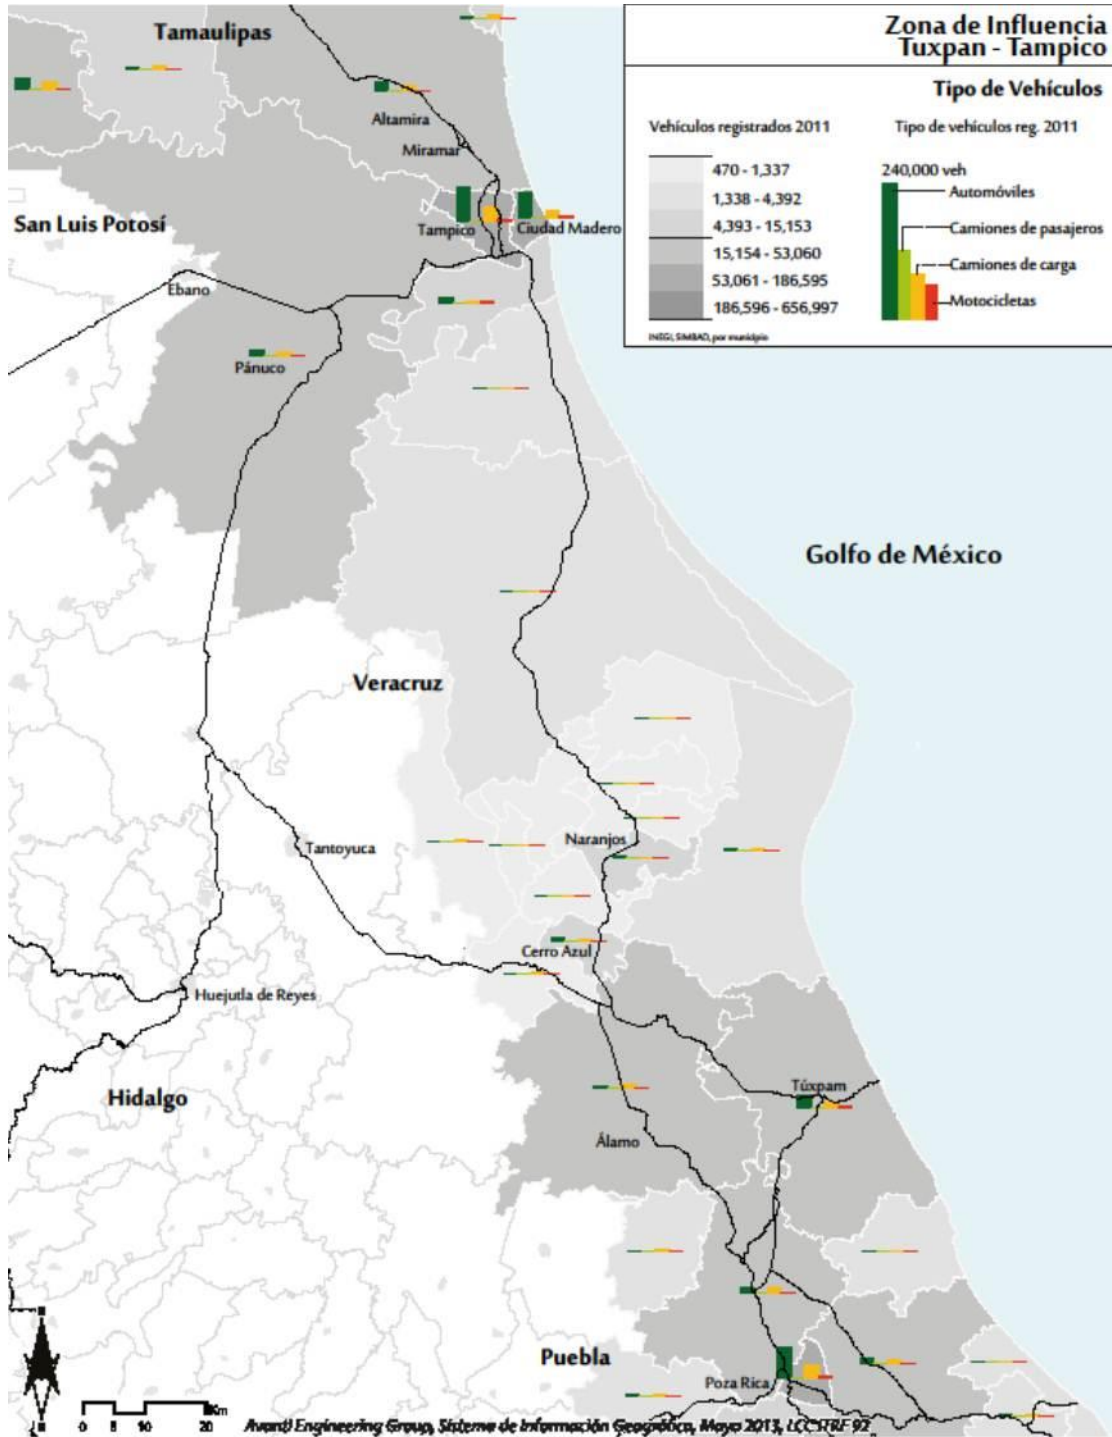 Zona de Influencia
Tuxpan - Tampico
Tipo de Vehículos
Vehículos registrados 2011
Tipo de vehículos reg. 2011
470 - 1,337
1,338 - 4,392
4,393 - 15,153
15,154 - 53,060
53,061 - 186,595
186,596 - 656,997
240,000 veh
Automóviles
Camiones de pasajeros
Camiones de carga
Motocicletas
INEGI, SIMBAD, por municipio
Tamaulipas
Altamira
Miramar
San Luis Potosí
Tampico
Ciudad Madero
Ebano
Pánuco
Golfo de México
Veracruz
Naranjos
Tantoyuca
Cerro Azul
Huejutla de Reyes
Hidalgo
Túxpam
Álamo
Puebla
Poza Rica
0 5 10 20 Km
Avanti Engineering Group, Sistema de Información Geográfica, Mayo 2013, LCC ITRF 92